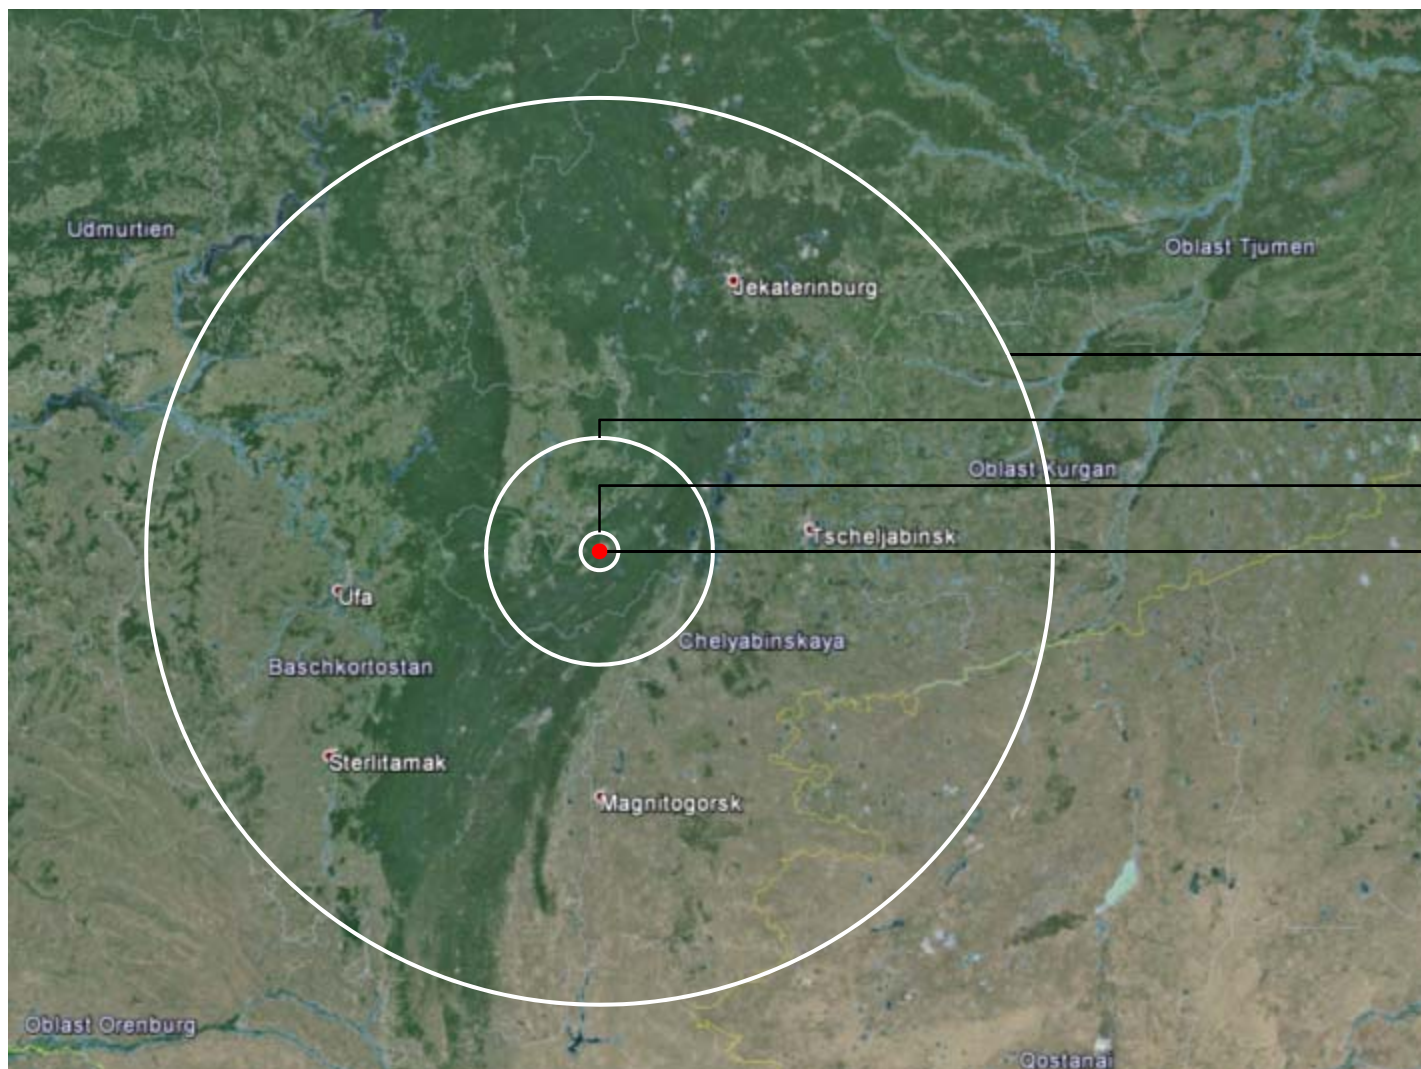 Udmurtien
Oblast Tjumen
Jekaterinburg
Oblast Kurgan
Tscheljabinsk
Ufa
Chelyabinskaya
Baschkortostan
Sterlitamak
Magnitogorsk
Oblast Orenburg
Qostanai